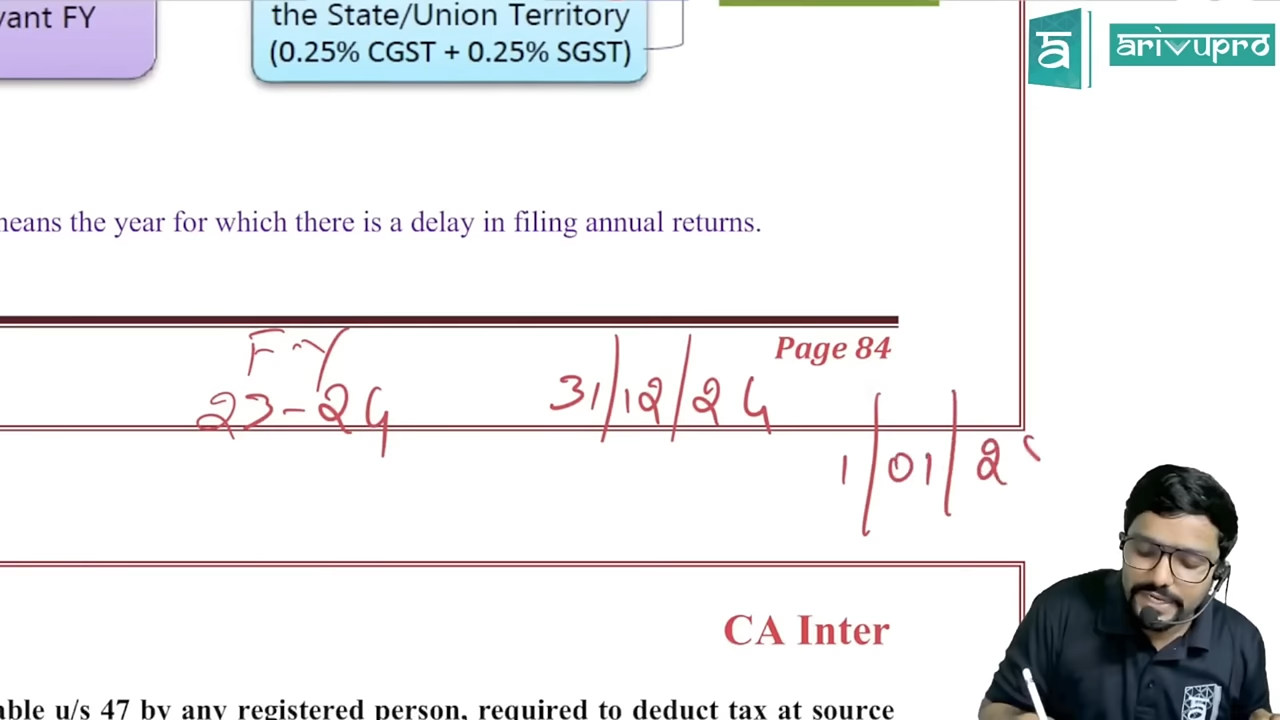 vant FY
the State/Union Territory
(0.25% CGST + 0.25% SGST)
ā arivupro
means the year for which there is a delay in filing annual returns.
Page 84
FY
23-24
31/12/24
1/01/2
CA Inter
able u/s 47 by any registered person, required to deduct tax at source